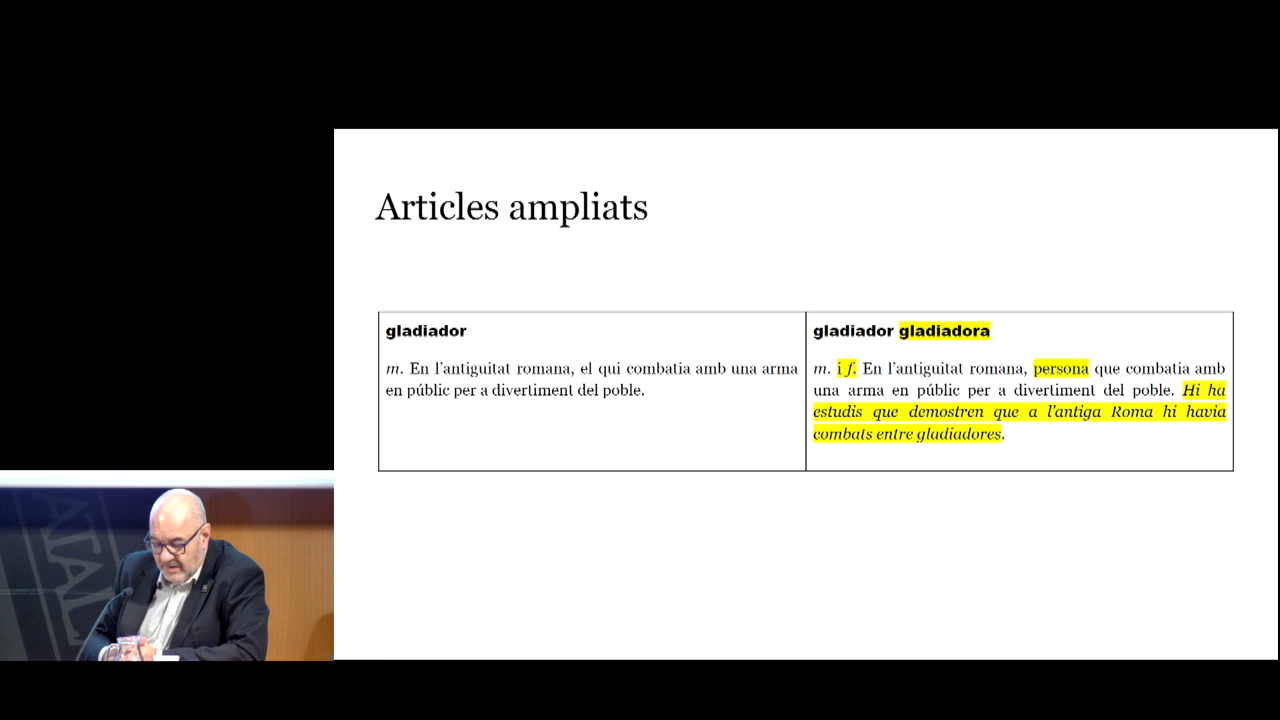 Articles ampliats
gladiador
m. En l'antiguitat romana, el qui combatia amb una arma
en públic per a divertiment del poble.
gladiador gladiadora
m. i f. En l'antiguitat romana, persona que combatia amb
una arma en públic per a divertiment del poble. Hi ha
estudis que demostren que a l'antiga Roma hi havia
combats entre gladiadores.